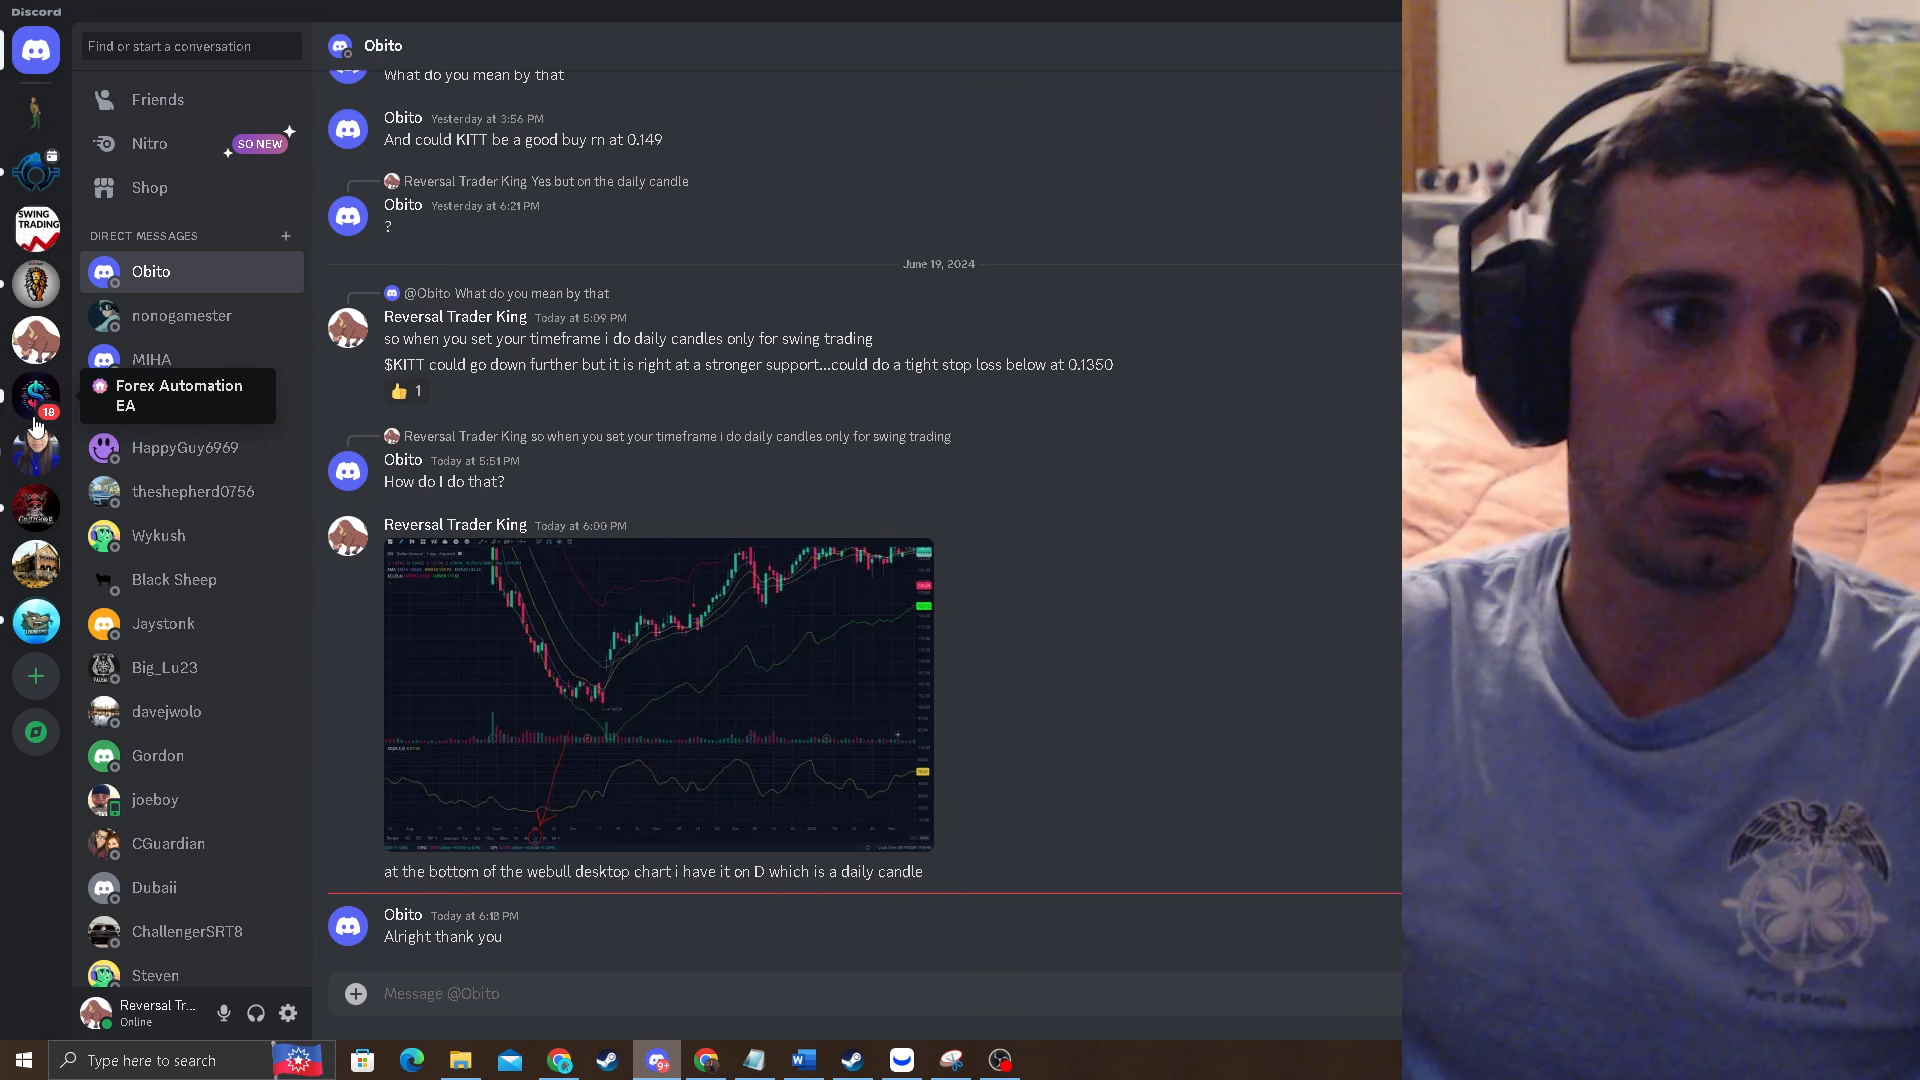 Discord
Find or start a conversation
Friends
Nitro
SO NEW
Shop
DIRECT MESSAGES
Obito
nonogamester
MIHA
Forex Automation
EA
18
SWING
TRADING
HappyGuy6969
theshepherd0756
Wykush
Black Sheep
Jaystonk
Big_Lu23
davejwolo
Gordon
joeboy
CGuardian
Dubaii
ChallengerSRT8
Steven
Reversal Tr...
Online
Obito
What do you mean by that
Obito Yesterday at 3:56 PM
And could KITT be a good buy rn at 0.149
Reversal Trader King Yes but on the daily candle
Obito Yesterday at 6:21 PM
?
June 19, 2024
@Obito What do you mean by that
Reversal Trader King Today at 5:09 PM
so when you set your timeframe i do daily candles only for swing trading
$KITT could go down further but it is right at a stronger support...could do a tight stop loss below at 0.1350
1
Reversal Trader King so when you set your timeframe i do daily candles only for swing trading
Obito Today at 5:51 PM
How do I do that?
Reversal Trader King Today at 6:00 PM
at the bottom of the webull desktop chart i have it on D which is a daily candle
Obito Today at 6:18 PM
Alright thank you
Message @Obito
Type here to search
9+